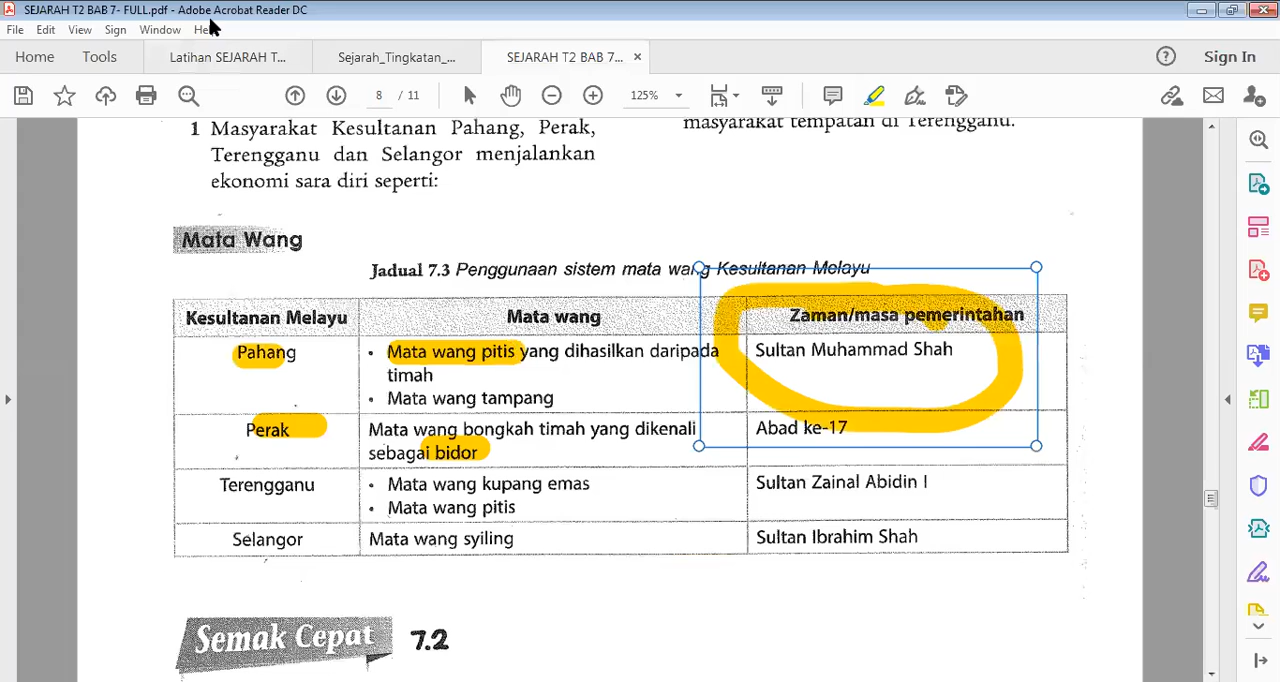 SEJARAH T2 BAB 7- FULL.pdf - Adobe Acrobat Reader DC
File Edit View Sign Window Help
Home Tools Latihan SEJARAH T... Sejarah_Tingkatan_... SEJARAH T2 BAB 7... × ? Sign In
8 / 11 125%
masyarakat tempatan di Terengganu.
1 Masyarakat Kesultanan Pahang, Perak,
Terengganu dan Selangor menjalankan
ekonomi sara diri seperti:
Mata Wang
Jadual 7.3 Penggunaan sistem mata wang Kesultanan Melayu
Kesultanan Melayu Mata wang Zaman/masa pemerintahan
Pahang • Mata wang pitis yang dihasilkan daripada Sultan Muhammad Shah
timah
• Mata wang tampang
Perak Mata wang bongkah timah yang dikenali Abad ke-17
sebagai bidor
Terengganu • Mata wang kupang emas Sultan Zainal Abidin I
• Mata wang pitis
Selangor Mata wang syiling Sultan Ibrahim Shah
Semak Cepat 7.2